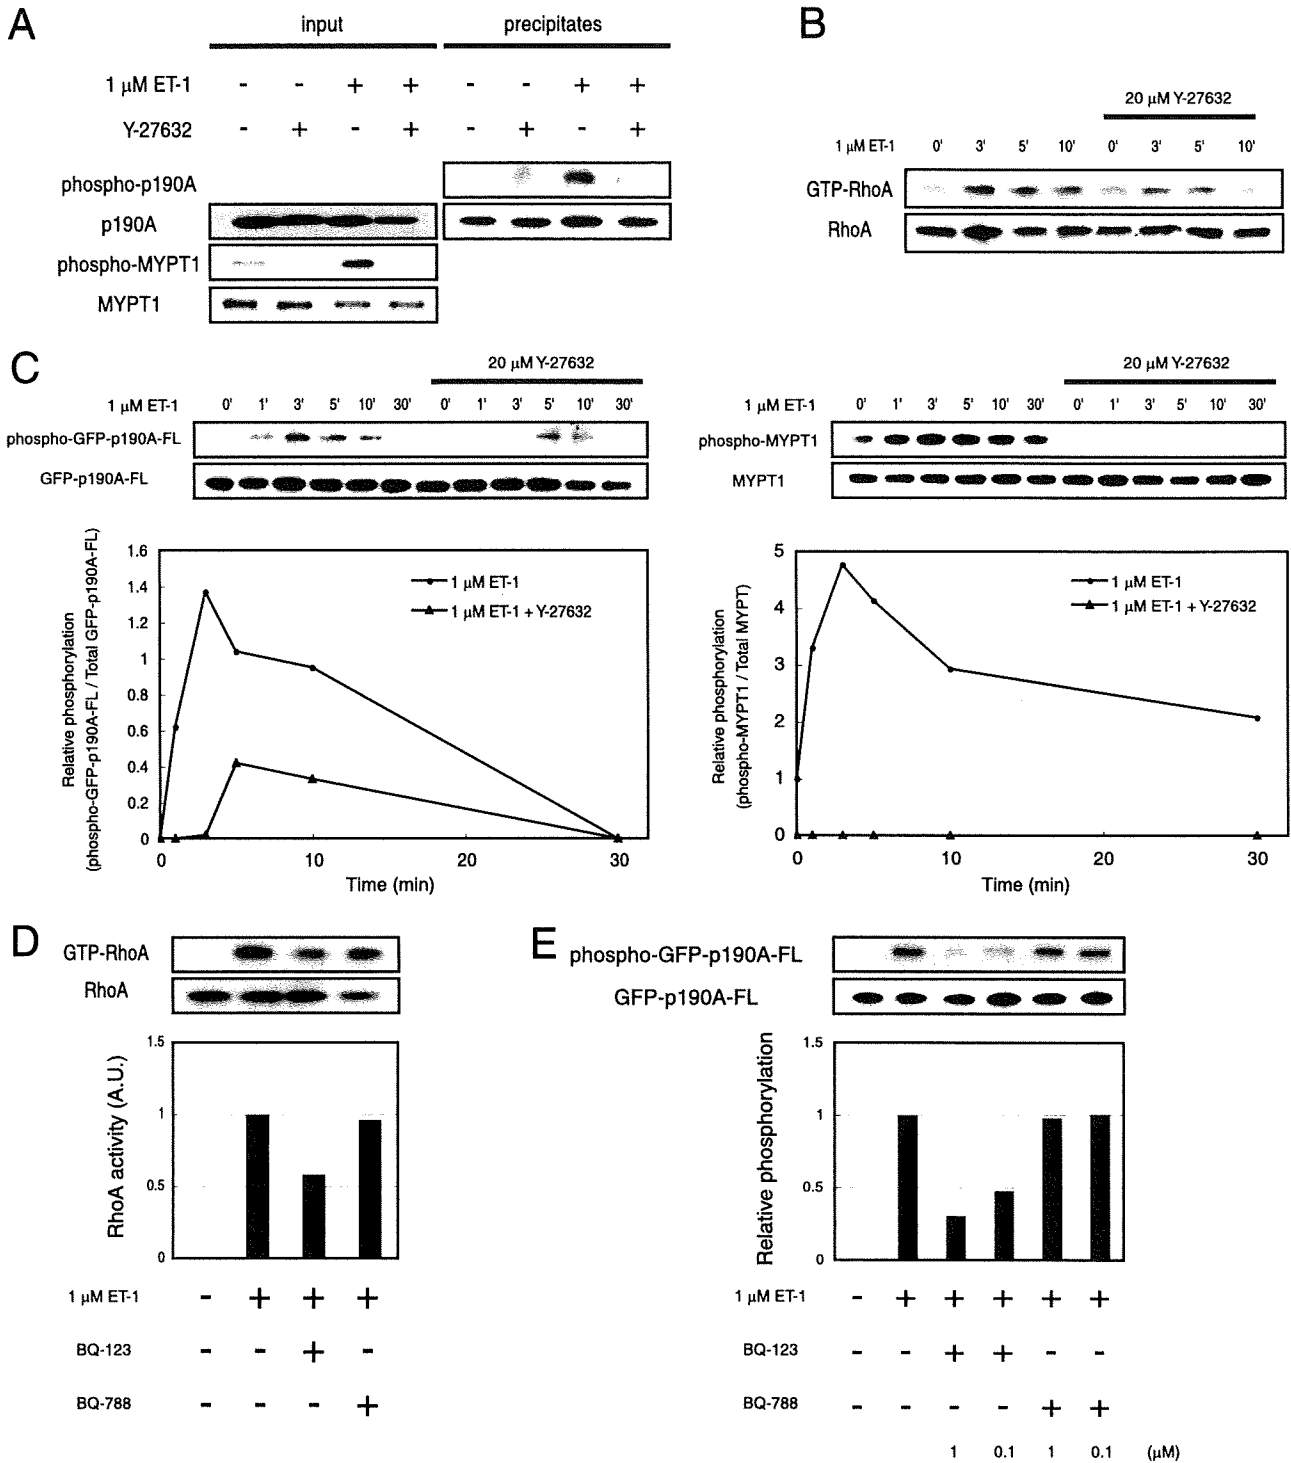 A
input precipitates
1 µM ET-1 - - + + - - + +
Y-27632 - + - + - + - +
phospho-p190A
p190A
phospho-MYPT1
MYPT1
B
20 µM Y-27632
1 µM ET-1 0' 3' 5' 10' 0' 3' 5' 10'
GTP-RhoA
RhoA
C
20 µM Y-27632
1 µM ET-1 0' 1' 3' 5' 10' 30' 0' 1' 3' 5' 10' 30'
phospho-GFP-p190A-FL
GFP-p190A-FL
Relative phosphorylation
(phospho-GFP-p190A-FL / Total GFP-p190A-FL)
1.6
1.4
1.2
1
0.8
0.6
0.4
0.2
0
1 µM ET-1
1 µM ET-1 + Y-27632
0 10 20 30
Time (min)
20 µM Y-27632
1 µM ET-1 0' 1' 3' 5' 10' 30' 0' 1' 3' 5' 10' 30'
phospho-MYPT1
MYPT1
Relative phosphorylation
(phospho-MYPT1 / Total MYPT)
5
4
3
2
1
0
1 µM ET-1
1 µM ET-1 + Y-27632
0 10 20 30
Time (min)
D
GTP-RhoA
RhoA
RhoA activity (A.U.)
1.5
1
0.5
0
1 µM ET-1 - + + +
BQ-123 - - + -
BQ-788 - - - +
E
phospho-GFP-p190A-FL
GFP-p190A-FL
Relative phosphorylation
1.5
1
0.5
0
1 µM ET-1 - + + + + +
BQ-123 - - + + - -
BQ-788 - - - - + +
1 0.1 1 0.1 (µM)